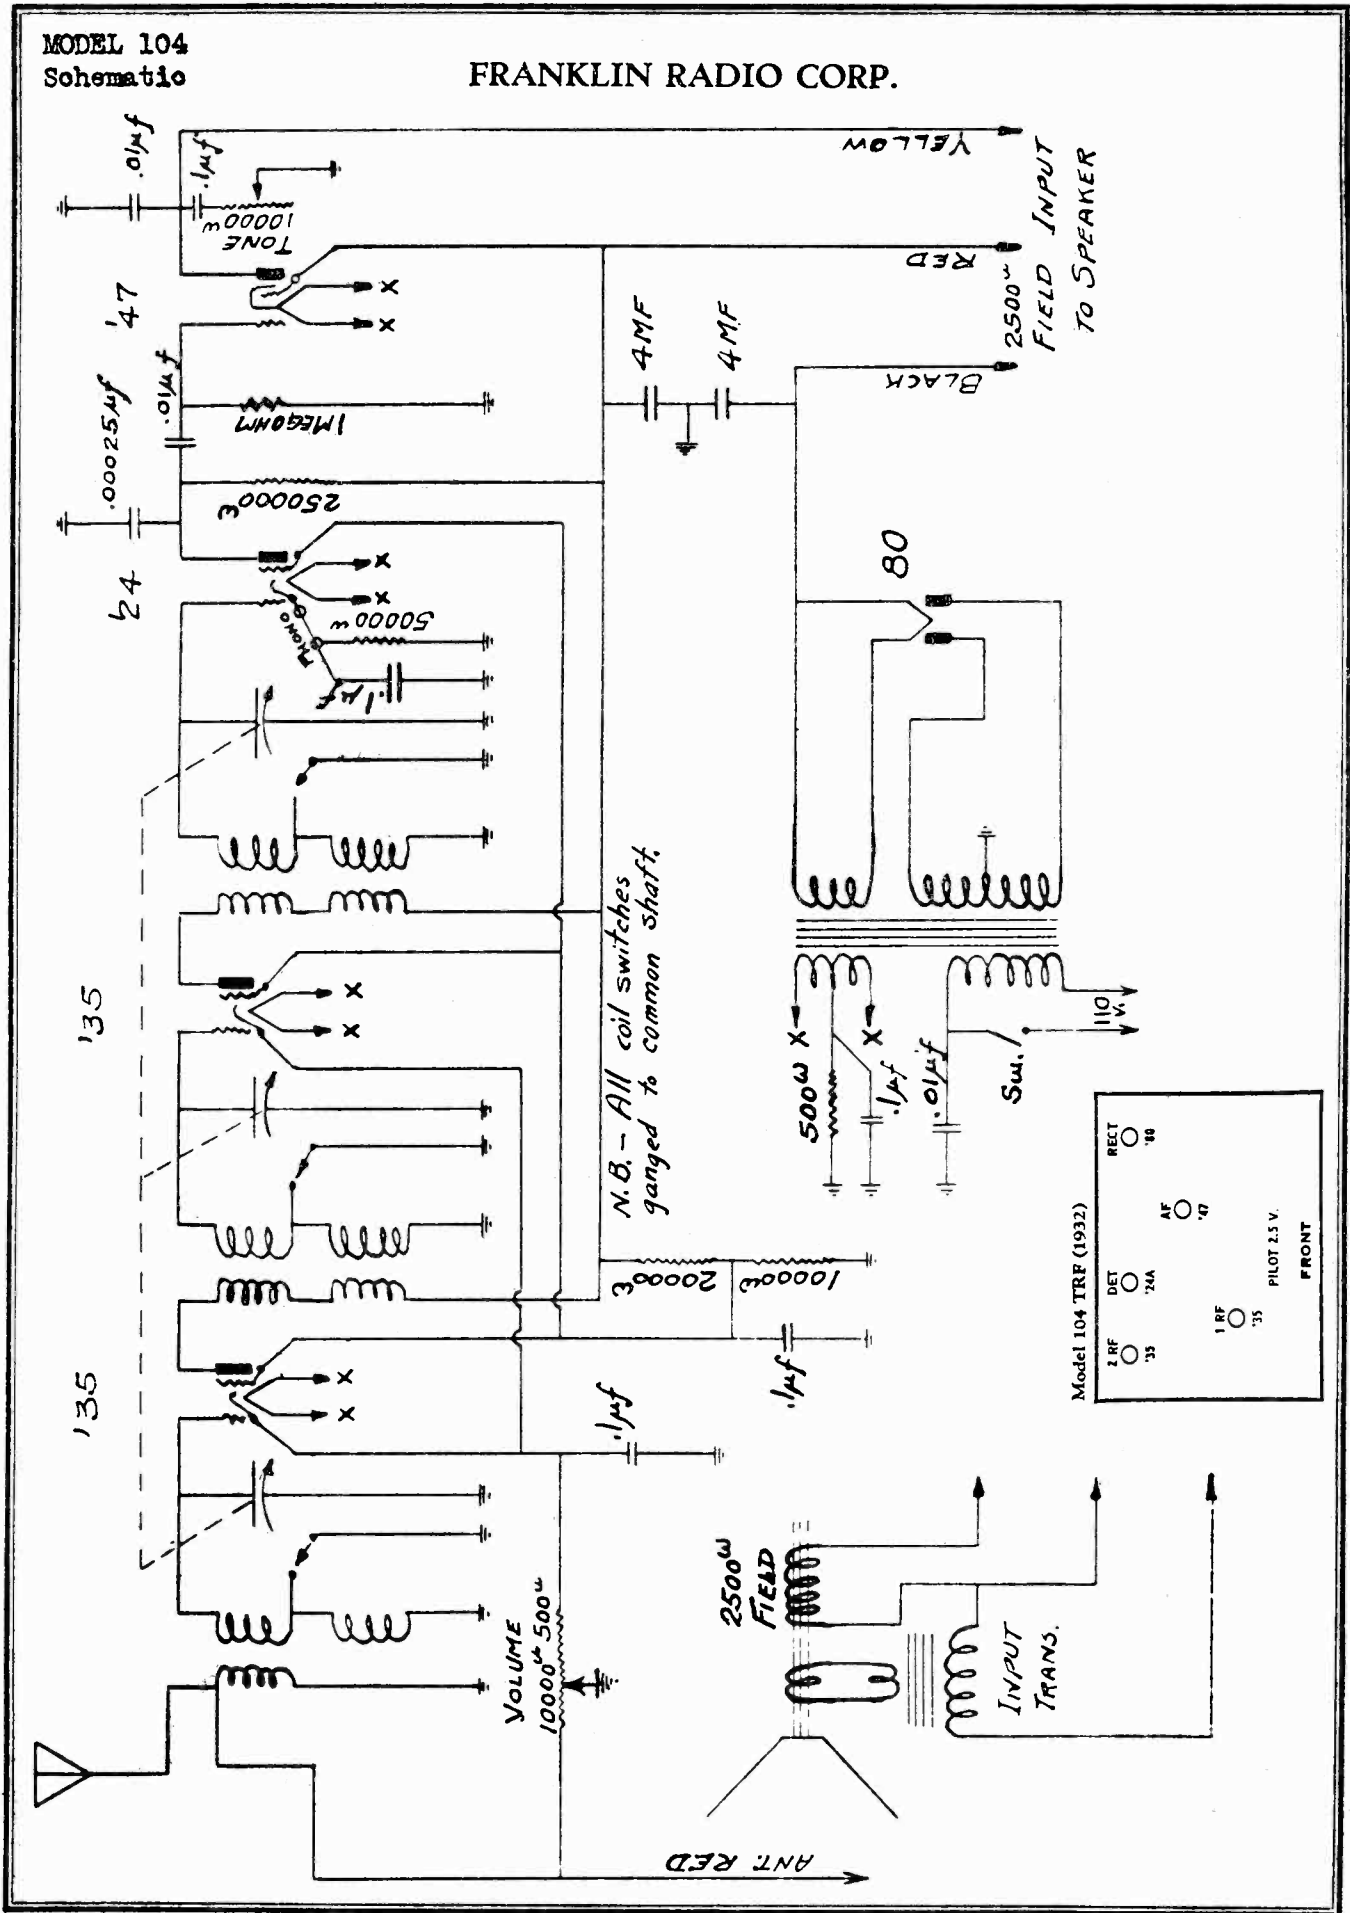 MODEL 104
Schematic
FRANKLIN RADIO CORP.
.01µf
.1µf
10000ω
TONE
YELLOW
RED
BLACK
2500ω
FIELD INPUT
TO SPEAKER
'47
X
X
.01µf
.00025µf
1 MEGOHM
250000ω
4MF
4MF
'24
X
X
PHONO
50000ω
.1µf
80
'35
X
X
N.B.- All coil switches
ganged to common shaft.
X
X
500ω
.1µf
.01µf
Sw.
110
V.
'35
X
X
20000ω
10000ω
.1µf
.1µf
VOLUME
10000ω 500ω
2500ω
FIELD
INPUT
TRANS.
ANT. RED
Model 104 TRF (1932)
2 RF
'35
DET
'24A
RECT
'80
1 RF
'35
AF
'47
PILOT 2.5 V.
FRONT